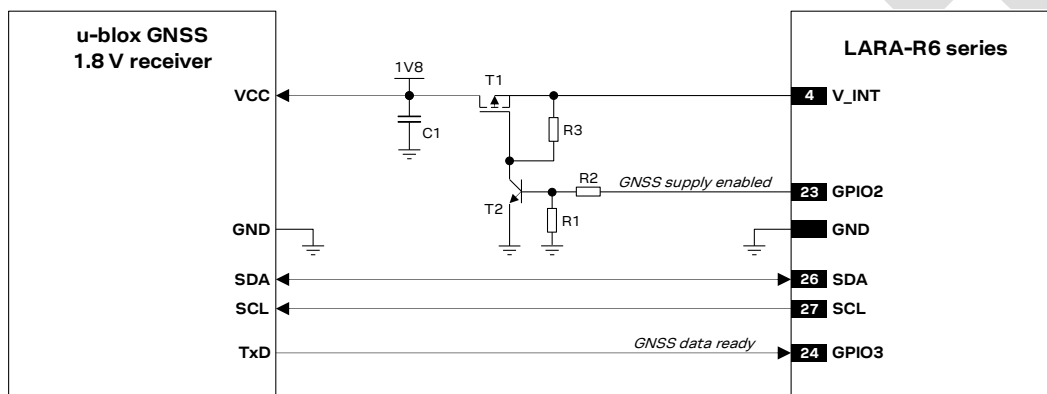 u-blox GNSS
1.8 V receiver
LARA-R6 series
1V8
T1
VCC
4 V_INT
C1
R3
R2
GNSS supply enabled
23 GPIO2
T2
R1
GND
GND
SDA
26 SDA
SCL
27 SCL
TxD
GNSS data ready
24 GPIO3